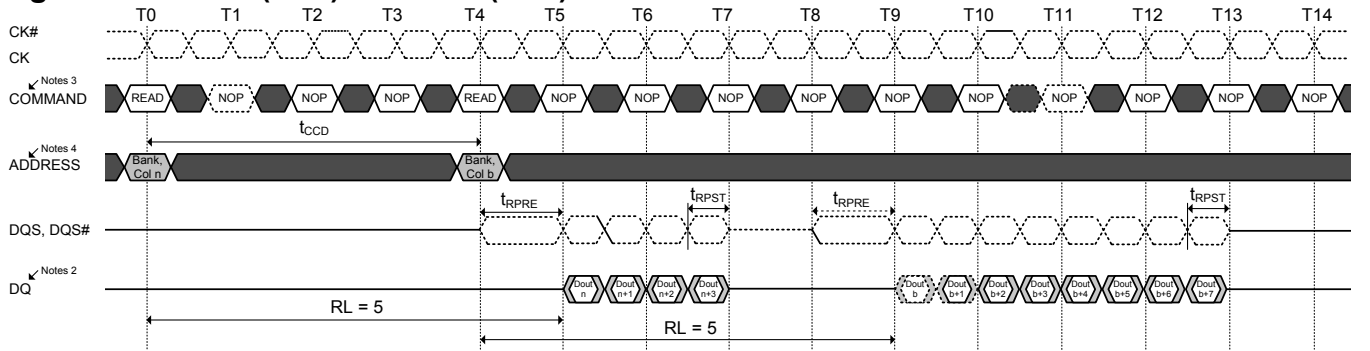 T0 T1 T2 T3 T4 T5 T6 T7 T8 T9 T10 T11 T12 T13 T14
CK#
CK
Notes 3
COMMAND READ NOP NOP NOP READ NOP NOP NOP NOP NOP NOP NOP NOP NOP NOP
tCCD
Notes 4
ADDRESS
Bank, Col n
Bank, Col b
tRPRE tRPST tRPRE tRPST
DQS, DQS#
Notes 2
DQ
Dout n Dout n+1 Dout n+2 Dout n+3 Dout b Dout b+1 Dout b+2 Dout b+3 Dout b+4 Dout b+5 Dout b+6 Dout b+7
RL = 5
RL = 5